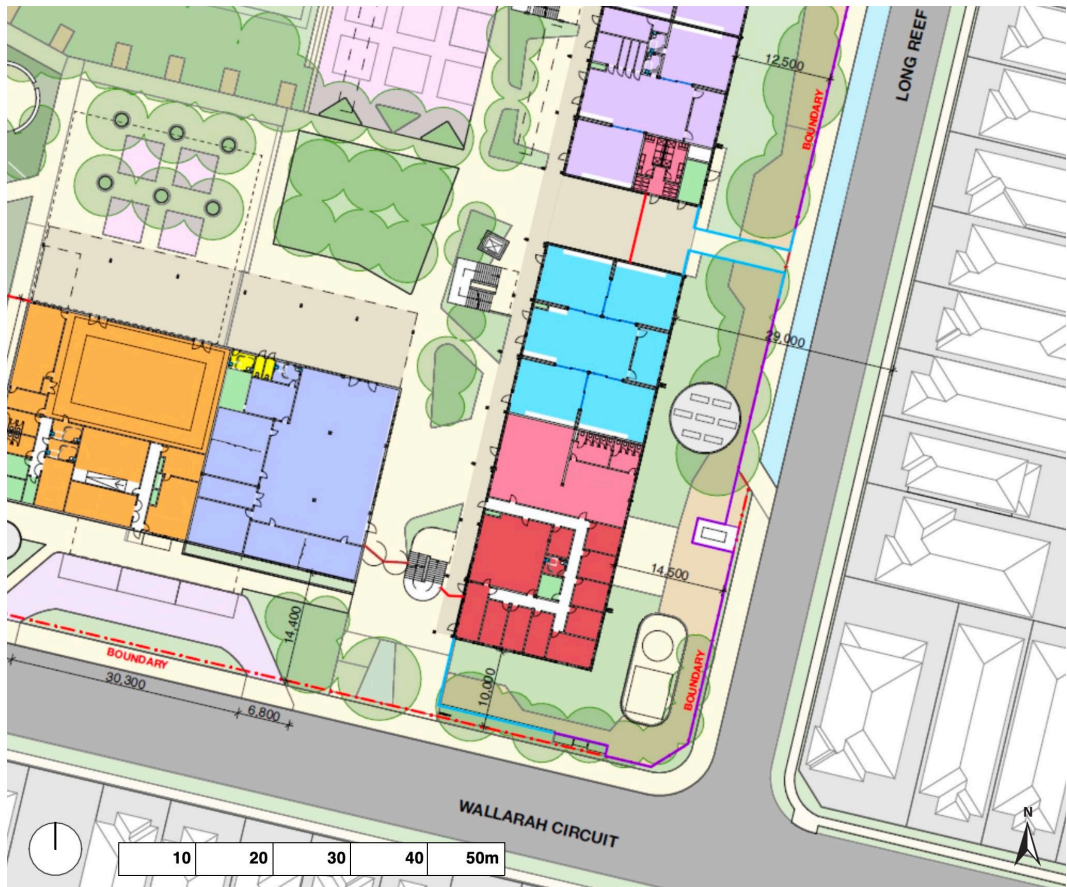 LONG REEF
12,500
BOUNDARY
29,000
14,500
14,400
BOUNDARY
BOUNDARY
30,300
10,000
6,800
WALLARAH CIRCUIT
N
10 20 30 40 50m